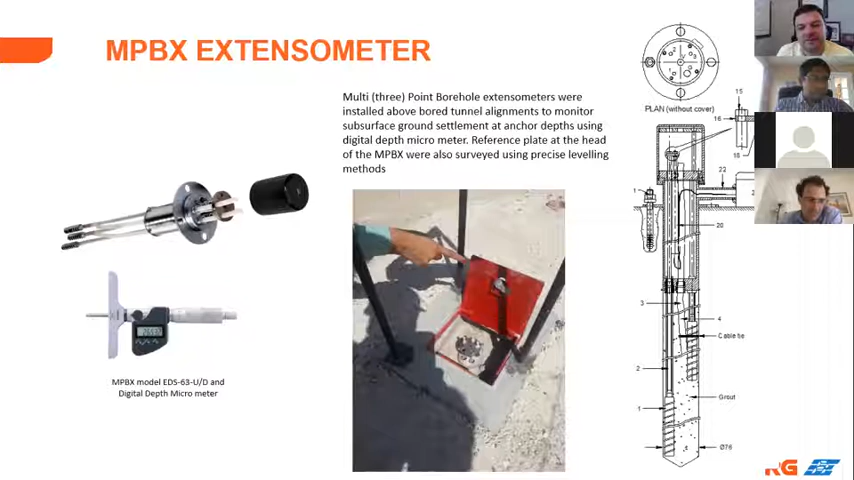 MPBX EXTENSOMETER
Multi (three) Point Borehole extensometers were
installed above bored tunnel alignments to monitor
subsurface ground settlement at anchor depths using
digital depth micro meter. Reference plate at the head
of the MPBX were also surveyed using precise levelling
methods
MPBX model EDS-63-U/D and
Digital Depth Micro meter
PLAN (without cover)
15
16
18
22
1
20
3
4
Cable tie
2
Grout
1
Ø76